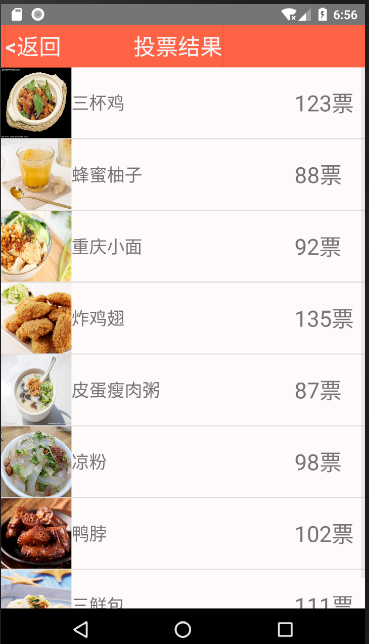 6:56
<返回 投票结果
三杯鸡 123票
蜂蜜柚子 88票
重庆小面 92票
炸鸡翅 135票
皮蛋瘦肉粥 87票
凉粉 98票
鸭脖 102票
三鲜包 111票